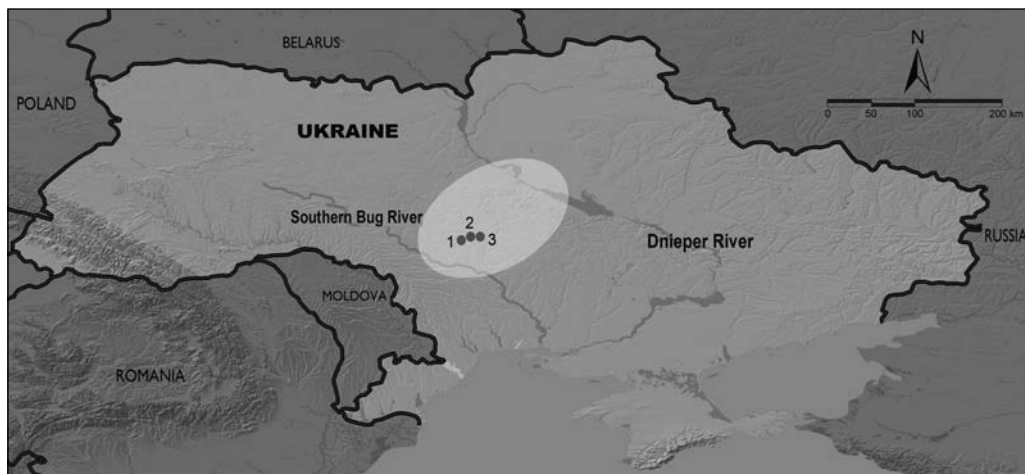 BELARUS
N
POLAND
0 50 100 200 km
UKRAINE
Southern Bug River
2
1 3
Dnieper River
RUSSIA
MOLDOVA
ROMANIA